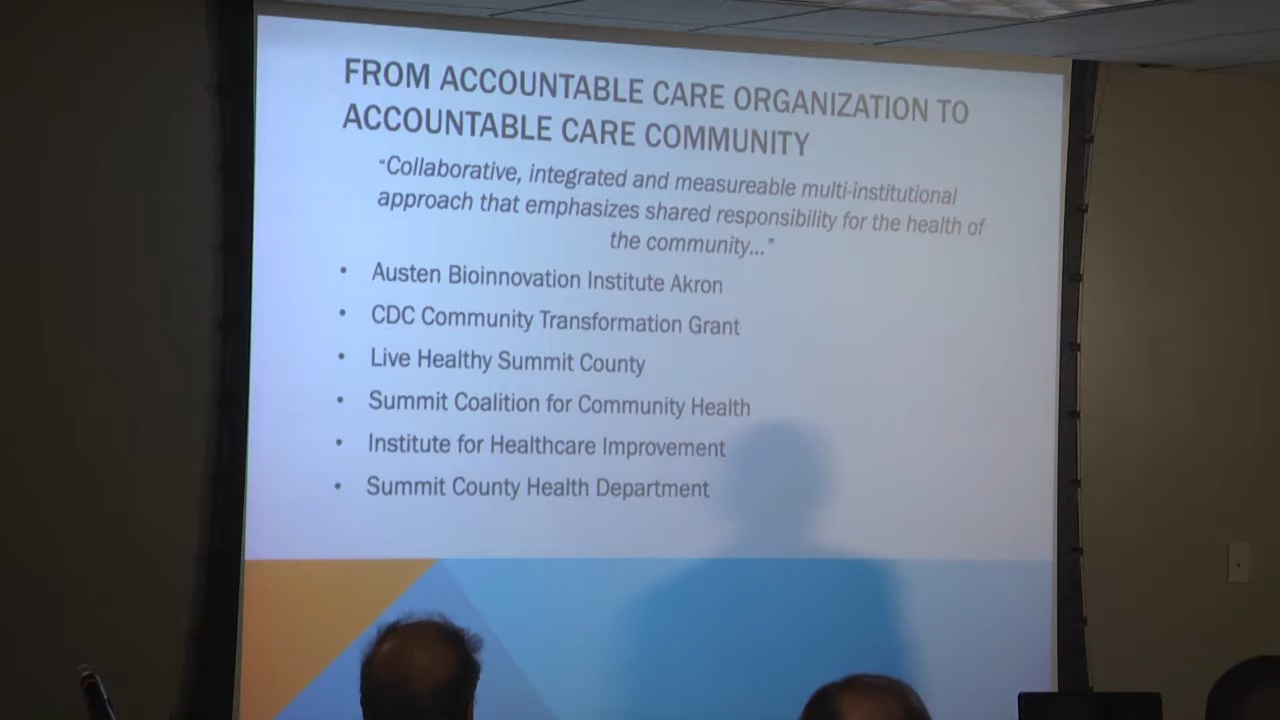 FROM ACCOUNTABLE CARE ORGANIZATION TO
ACCOUNTABLE CARE COMMUNITY
“Collaborative, integrated and measureable multi-institutional
approach that emphasizes shared responsibility for the health of
the community...”
• Austen Bioinnovation Institute Akron
• CDC Community Transformation Grant
• Live Healthy Summit County
• Summit Coalition for Community Health
• Institute for Healthcare Improvement
• Summit County Health Department